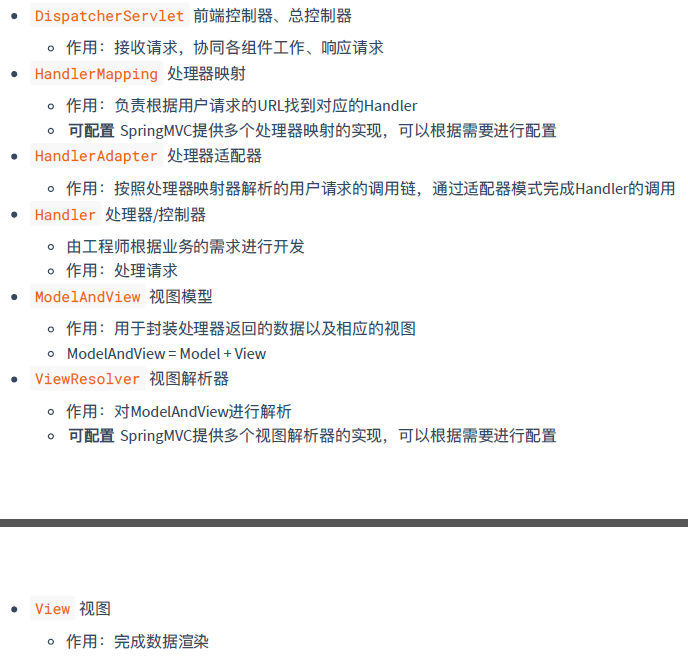 DispatcherServlet 前端控制器、总控制器
作用：接收请求，协同各组件工作、响应请求
HandlerMapping 处理器映射
作用：负责根据用户请求的URL找到对应的Handler
可配置 SpringMVC提供多个处理器映射的实现，可以根据需要进行配置
HandlerAdapter 处理器适配器
作用：按照处理器映射器解析的用户请求的调用链，通过适配器模式完成Handler的调用
Handler 处理器/控制器
由工程师根据业务的需求进行开发
作用：处理请求
ModelAndView 视图模型
作用：用于封装处理器返回的数据以及相应的视图
ModelAndView = Model + View
ViewResolver 视图解析器
作用：对ModelAndView进行解析
可配置 SpringMVC提供多个视图解析器的实现，可以根据需要进行配置
View 视图
作用：完成数据渲染